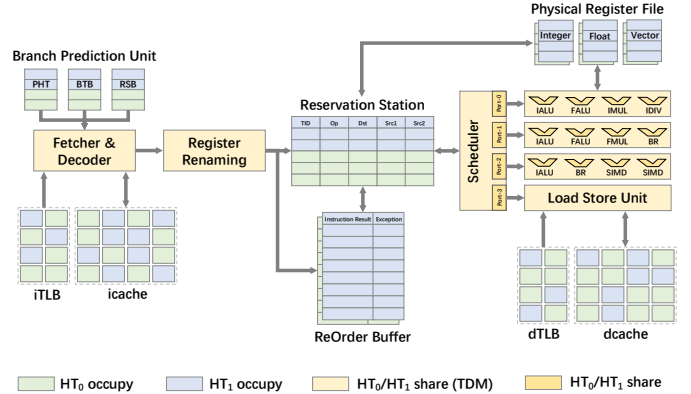 Physical Register File
Integer
Float
Vector
Branch Prediction Unit
PHT
BTB
RSB
Fetcher &
Decoder
Register
Renaming
Reservation Station
TID
Op
Dst
Src1
Src2
Scheduler
Port-0
Port-1
Port-2
Port-3
IALU
FALU
IMUL
IDIV
IALU
FALU
FMUL
BR
IALU
BR
SIMD
SIMD
Load Store Unit
iTLB
icache
Instruction Result
Exception
ReOrder Buffer
dTLB
dcache
HT₀ occupy
HT₁ occupy
HT₀/HT₁ share (TDM)
HT₀/HT₁ share